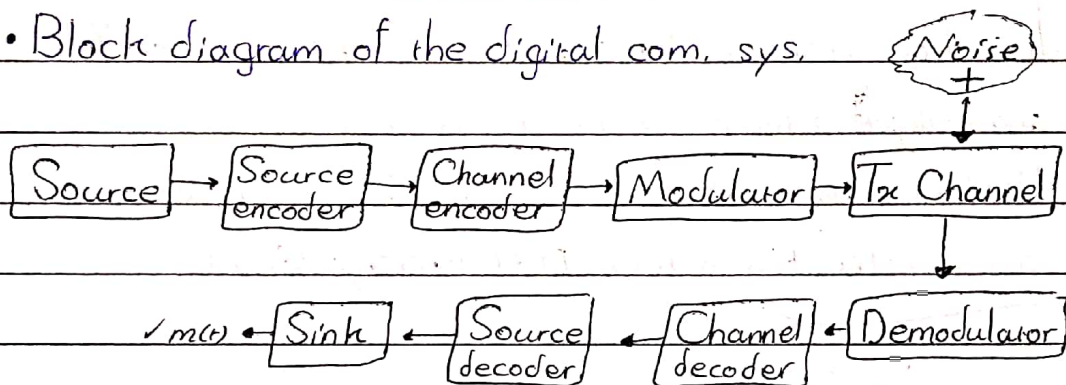 • Block diagram of the digital com. sys.
Noise
+
Source
Source
encoder
Channel
encoder
Modulator
Tx Channel
✓ m(t)
Sink
Source
decoder
Channel
decoder
Demodulator